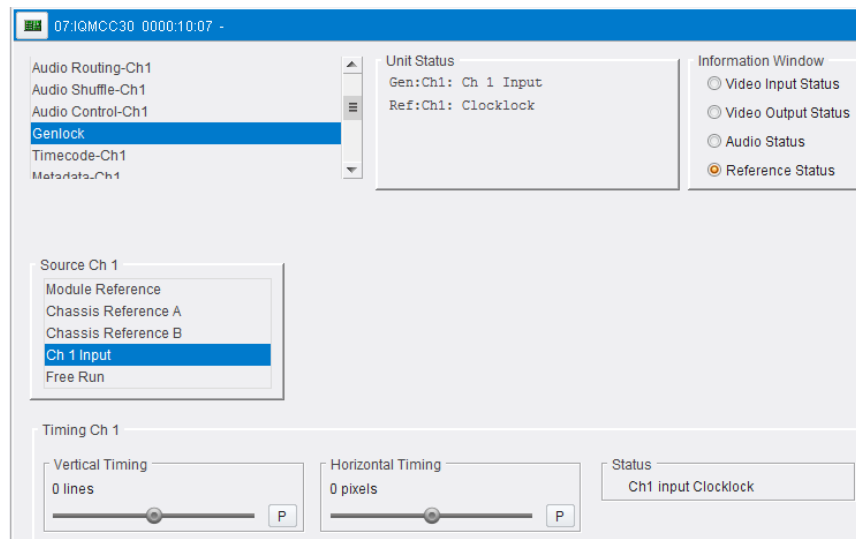 07:IQMCC30 0000:10:07 -
Audio Routing-Ch1
Audio Shuffle-Ch1
Audio Control-Ch1
Genlock
Timecode-Ch1
Metadata-Ch1
Unit Status
Gen:Ch1: Ch 1 Input
Ref:Ch1: Clocklock
Information Window
Video Input Status
Video Output Status
Audio Status
Reference Status
Source Ch 1
Module Reference
Chassis Reference A
Chassis Reference B
Ch 1 Input
Free Run
Timing Ch 1
Vertical Timing
0 lines
P
Horizontal Timing
0 pixels
P
Status
Ch1 input Clocklock